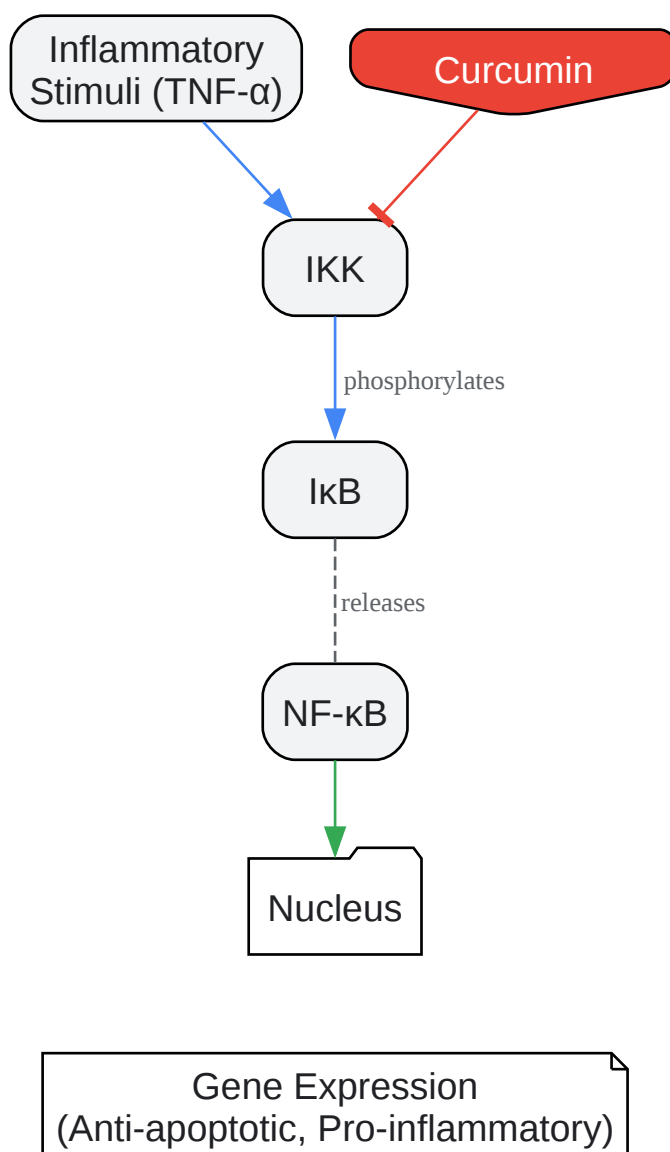 Inflammatory
Stimuli (TNF-α)
Curcumin
IKK
phosphorylates
IκB
releases
NF-κB
Nucleus
Gene Expression
(Anti-apoptotic, Pro-inflammatory)